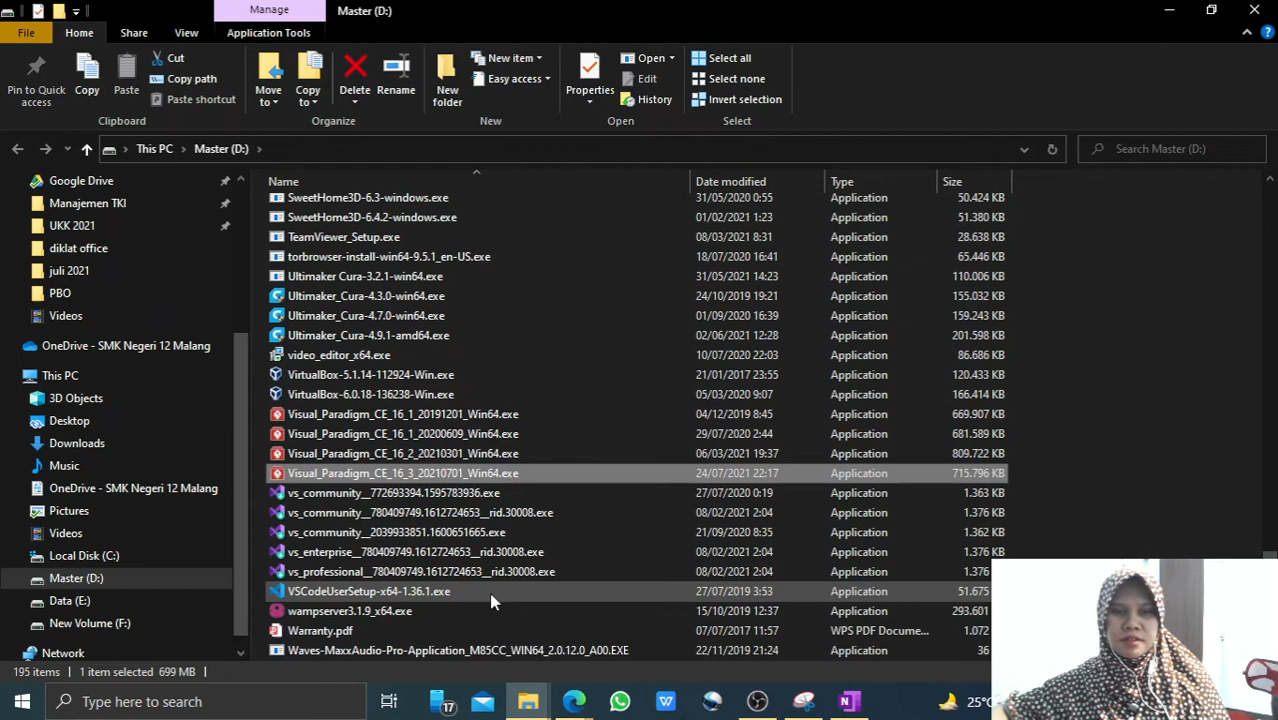 Manage
Master (D:)
File
Home
Share
View
Application Tools
Pin to Quick access
Copy
Paste
Cut
Copy path
Paste shortcut
Clipboard
Move to
Copy to
Delete
Rename
Organize
New folder
New item
Easy access
New
Properties
Open
Edit
History
Open
Select all
Select none
Invert selection
Select
This PC
Master (D:)
Search Master (D:)
Google Drive
Manajemen TKI
UKK 2021
diklat office
juli 2021
PBO
Videos
OneDrive - SMK Negeri 12 Malang
This PC
3D Objects
Desktop
Downloads
Music
OneDrive - SMK Negeri 12 Malang
Pictures
Videos
Local Disk (C:)
Master (D:)
Data (E:)
New Volume (F:)
Network
Name Date modified Type Size
SweetHome3D-6.3-windows.exe 31/05/2020 0:55 Application 50.424 KB
SweetHome3D-6.4.2-windows.exe 01/02/2021 1:23 Application 51.380 KB
TeamViewer_Setup.exe 08/03/2021 8:31 Application 28.638 KB
torbrowser-install-win64-9.5.1_en-US.exe 18/07/2020 16:41 Application 65.446 KB
Ultimaker Cura-3.2.1-win64.exe 31/05/2021 14:23 Application 110.006 KB
Ultimaker_Cura-4.3.0-win64.exe 24/10/2019 19:21 Application 155.032 KB
Ultimaker_Cura-4.7.0-win64.exe 01/09/2020 16:39 Application 159.243 KB
Ultimaker_Cura-4.9.1-amd64.exe 02/06/2021 12:28 Application 201.598 KB
video_editor_x64.exe 10/07/2020 22:03 Application 86.686 KB
VirtualBox-5.1.14-112924-Win.exe 21/01/2017 23:55 Application 120.433 KB
VirtualBox-6.0.18-136238-Win.exe 05/03/2020 9:07 Application 166.414 KB
Visual_Paradigm_CE_16_1_20191201_Win64.exe 04/12/2019 8:45 Application 669.907 KB
Visual_Paradigm_CE_16_1_20200609_Win64.exe 29/07/2020 2:44 Application 681.589 KB
Visual_Paradigm_CE_16_2_20210301_Win64.exe 06/03/2021 19:37 Application 809.722 KB
Visual_Paradigm_CE_16_3_20210701_Win64.exe 24/07/2021 22:17 Application 715.796 KB
vs_community__772693394.1595783936.exe 27/07/2020 0:19 Application 1.363 KB
vs_community__780409749.1612724653__rid.30008.exe 08/02/2021 2:04 Application 1.376 KB
vs_community__2039933851.1600651665.exe 21/09/2020 8:35 Application 1.362 KB
vs_enterprise__780409749.1612724653__rid.30008.exe 08/02/2021 2:04 Application 1.376 KB
vs_professional__780409749.1612724653__rid.30008.exe 08/02/2021 2:04 Application 1.376 KB
VSCodeUserSetup-x64-1.36.1.exe 27/07/2019 3:53 Application 51.675
wampserver3.1.9_x64.exe 15/10/2019 12:37 Application 293.601
Warranty.pdf 07/07/2017 11:57 WPS PDF Docume... 1.072
Waves-MaxxAudio-Pro-Application_M85CC_WIN64_2.0.12.0_A00.EXE 22/11/2019 21:24 Application 36
195 items 1 item selected 699 MB
Type here to search
17
25°C